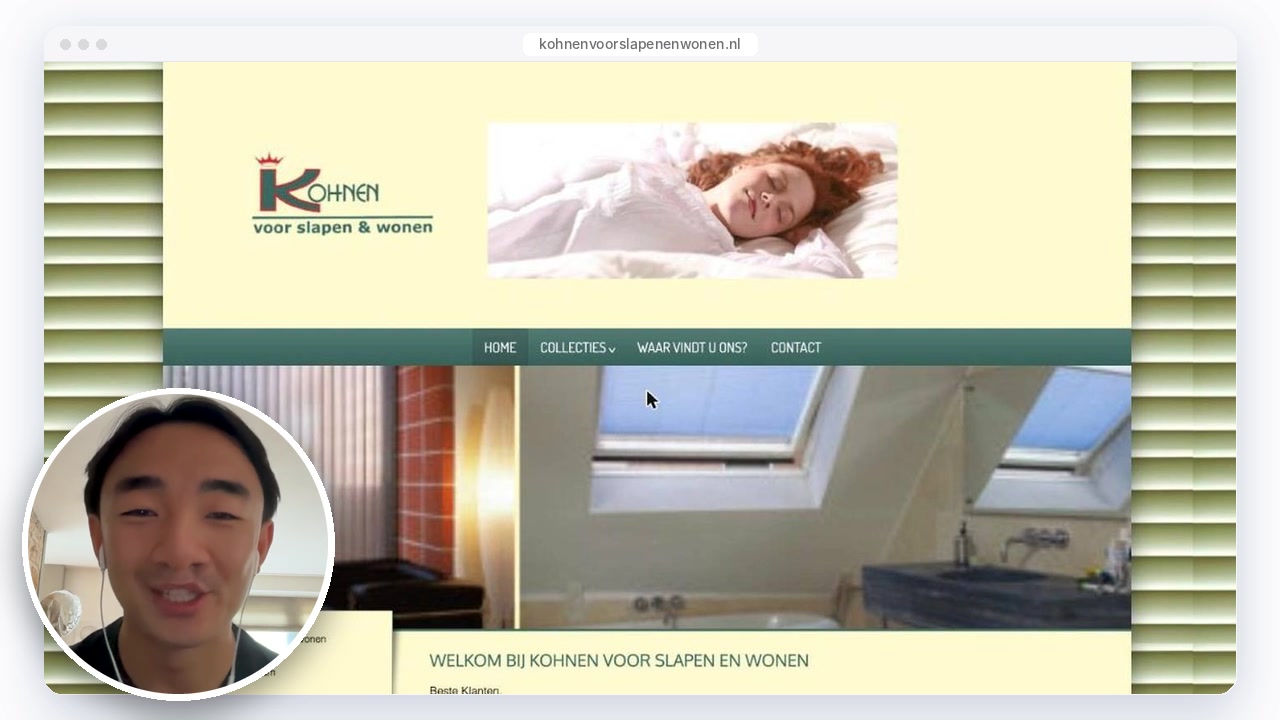 kohnenvoorslapenenwonen.nl
KOHNEN
voor slapen & wonen
HOME COLLECTIES WAAR VINDT U ONS? CONTACT
WELKOM BIJ KOHNEN VOOR SLAPEN EN WONEN
Beste Klanten,